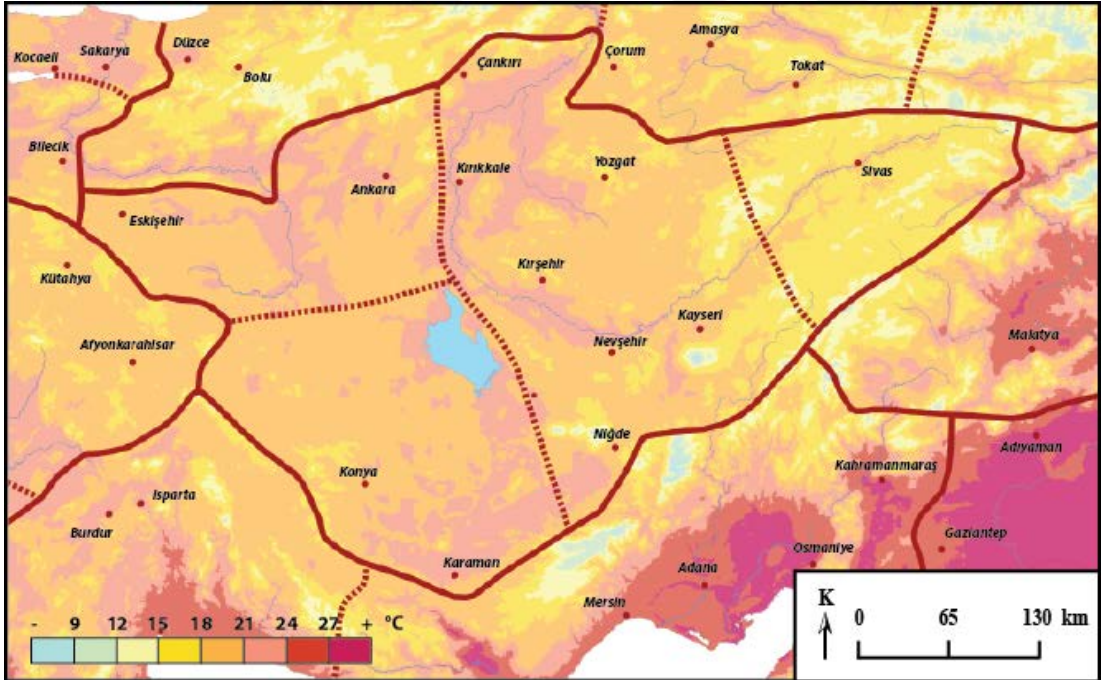 Kocaeli
Sakarya
Düzce
Bolu
Çankırı
Çorum
Amasya
Tokat
Bilecik
Eskişehir
Ankara
Kırıkkale
Yozgat
Sivas
Kütahya
Kırşehir
Afyonkarahisar
Nevşehir
Kayseri
Malatya
Niğde
Konya
Isparta
Burdur
Karaman
Kahramanmaraş
Adıyaman
Gaziantep
Osmaniye
Adana
Mersin
- 9 12 15 18 21 24 27 + °C
K
0 65 130 km